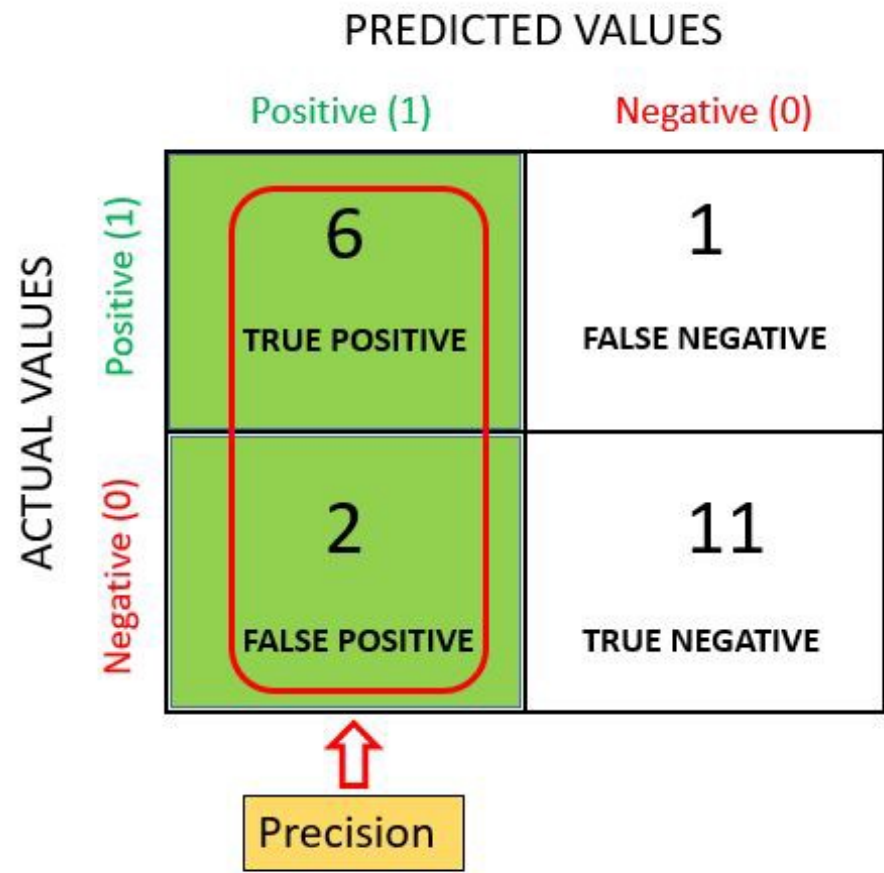 PREDICTED VALUES
Positive (1)
Negative (0)
ACTUAL VALUES
Positive (1)
6
TRUE POSITIVE
1
FALSE NEGATIVE
Negative (0)
2
FALSE POSITIVE
11
TRUE NEGATIVE
Precision